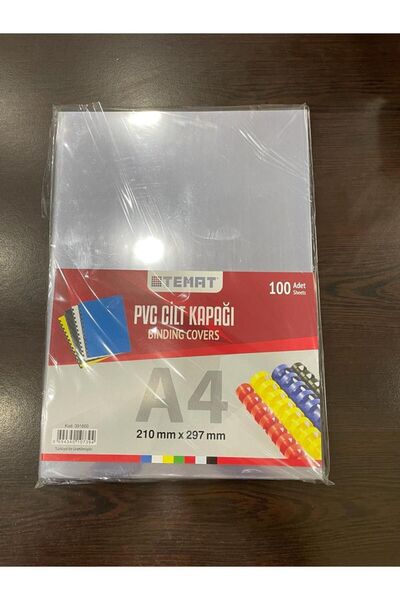 TEMAT
100 Adet
Sheets
PVC CİLT KAPAĞI
BINDING COVERS
A4
210 mm x 297 mm